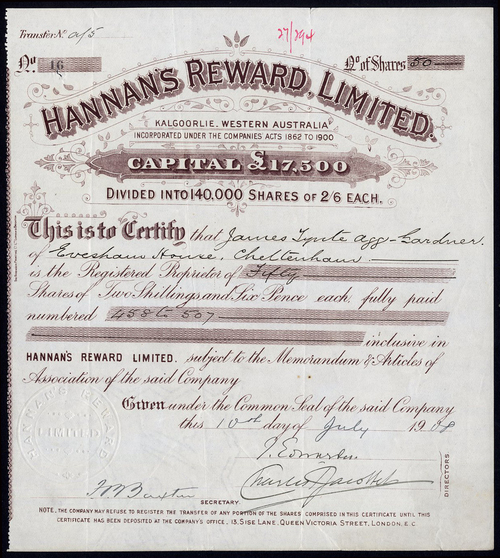 Transfer No. a/5
27/294
No. 16
No. of Shares 50
HANNAN'S REWARD, LIMITED.
KALGOORLIE, WESTERN AUSTRALIA
INCORPORATED UNDER THE COMPANIES ACTS 1862 TO 1900
CAPITAL £17,500
DIVIDED INTO 140,000 SHARES OF 2/6 EACH.
This is to Certify that James Tynte Agg-Gardner.
of Evesham House, Cheltenham
is the Registered Proprietor of Fifty
Shares of Two Shillings and Six Pence each, fully paid
numbered 458 to 507
inclusive in
HANNAN'S REWARD LIMITED. subject to the Memorandum & Articles of
Association of the said Company
Given under the Common Seal of the said Company
this 10th day of July 1908
HANNAN'S REWARD
LIMITED
DIRECTORS
SECRETARY
NOTE, THE COMPANY MAY REFUSE TO REGISTER THE TRANSFER OF ANY PORTION OF THE SHARES COMPRISED IN THIS CERTIFICATE UNTIL THIS
CERTIFICATE HAS BEEN DEPOSITED AT THE COMPANY'S OFFICE, 13, SISE LANE, QUEEN VICTORIA STREET, LONDON. E.C